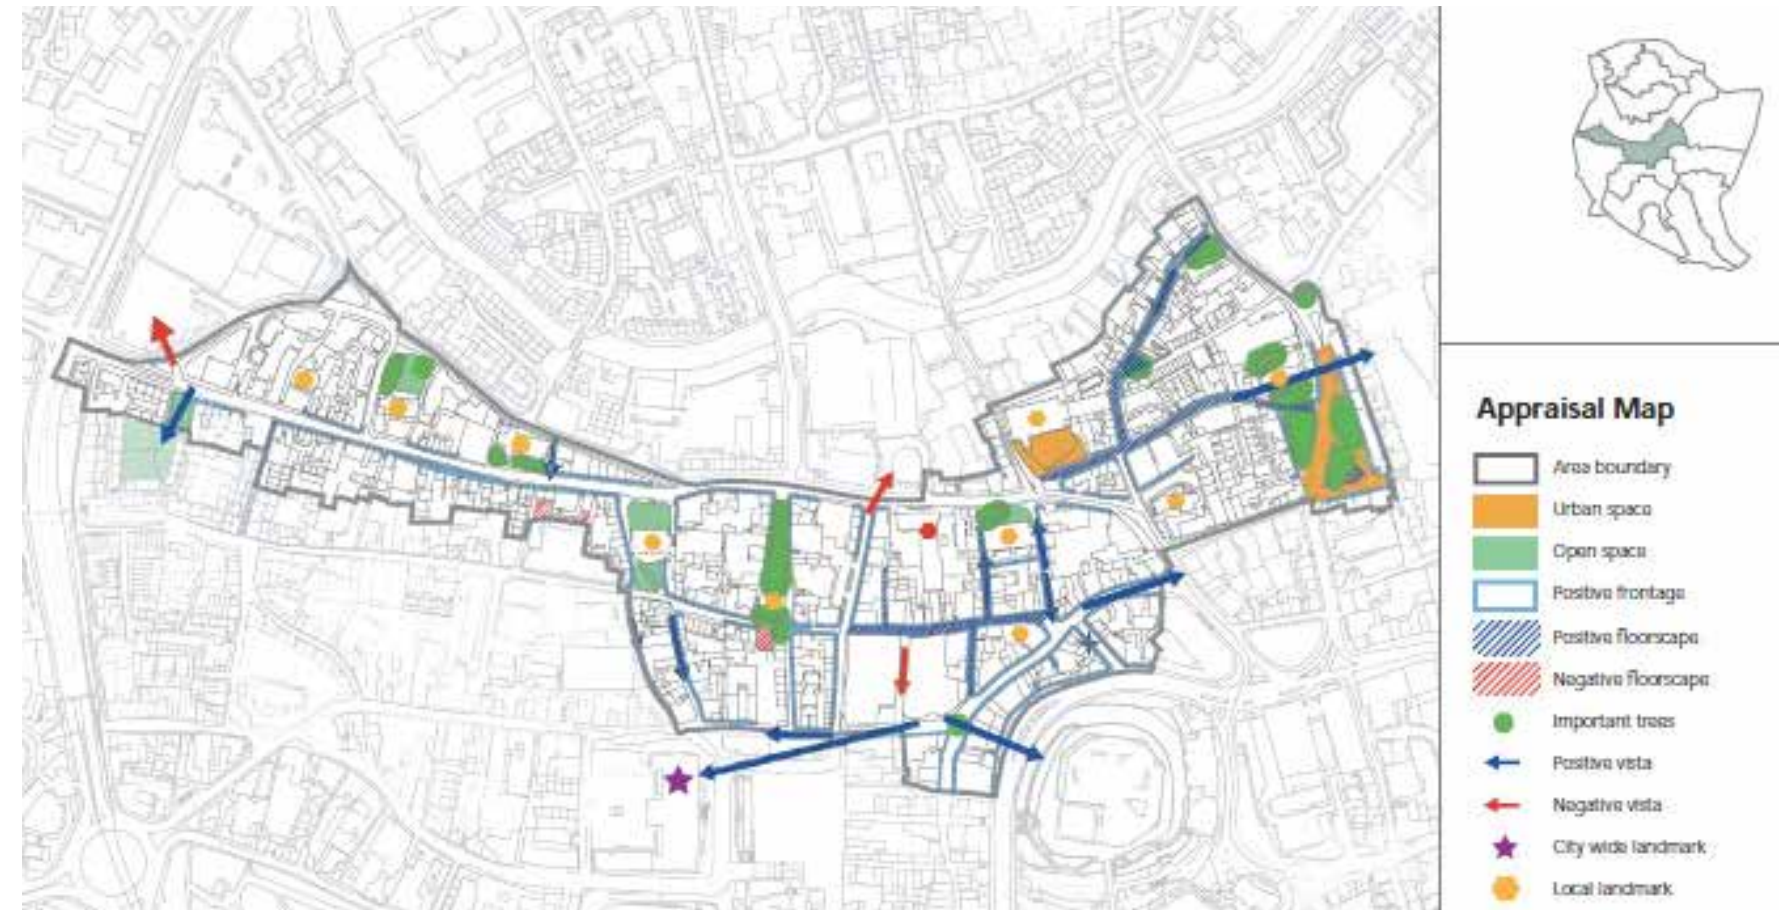 Appraisal Map
Area boundary
Urban space
Open space
Positive frontage
Positive floorscape
Negative floorscape
Important trees
Positive vista
Negative vista
City wide landmark
Local landmark